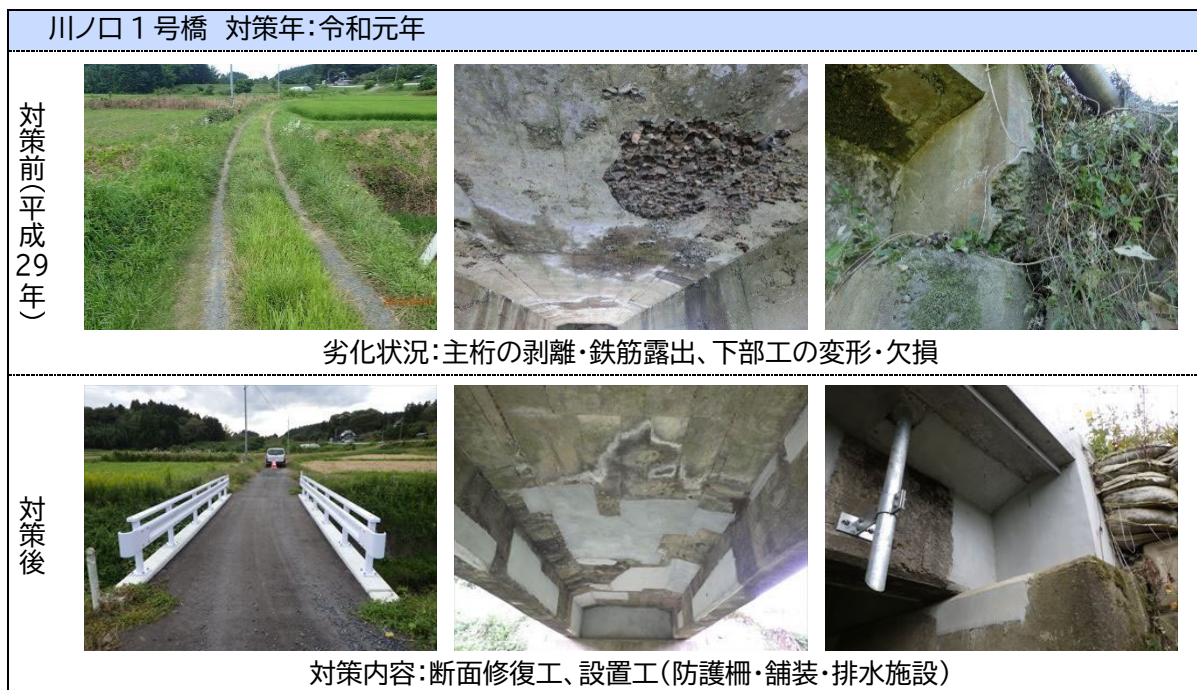 川ノ口1号橋 対策年：令和元年
対策前（平成29年）
劣化状況：主桁の剥離・鉄筋露出、下部工の変形・欠損
対策後
対策内容：断面修復工、設置工（防護柵・舗装・排水施設）